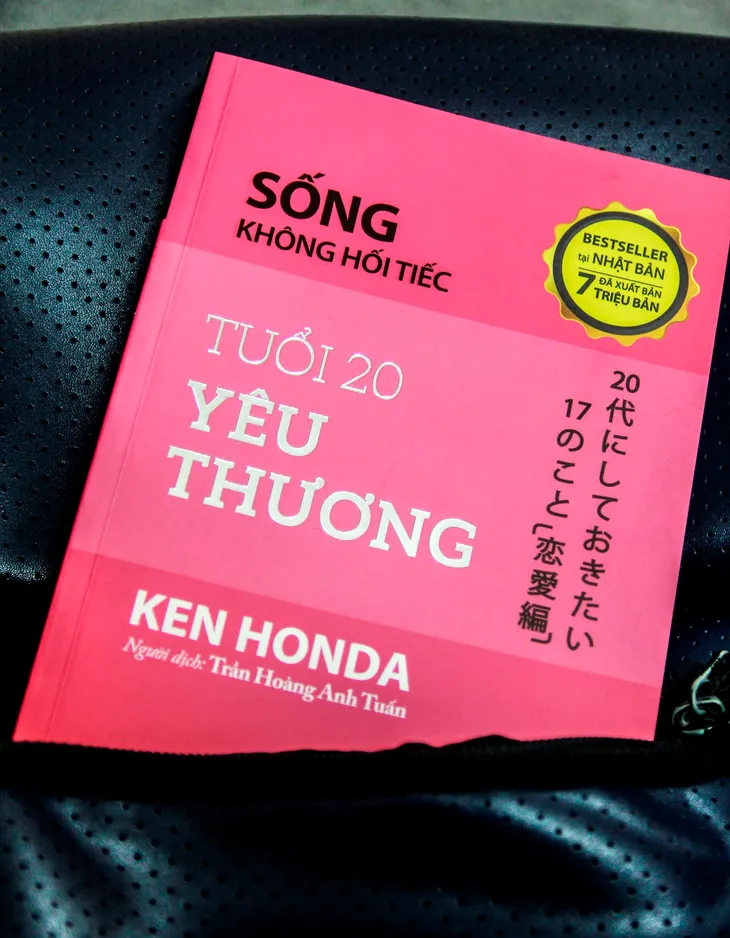 SỐNG
KHÔNG HỐI TIẾC
BESTSELLER
tại NHẬT BẢN
7 ĐÃ XUẤT BẢN
TRIỆU BẢN
TUỔI 20
YÊU
THƯƠNG
20代にしておきたい
17のこと「恋愛編」
KEN HONDA
Người dịch: Trần Hoàng Anh Tuấn